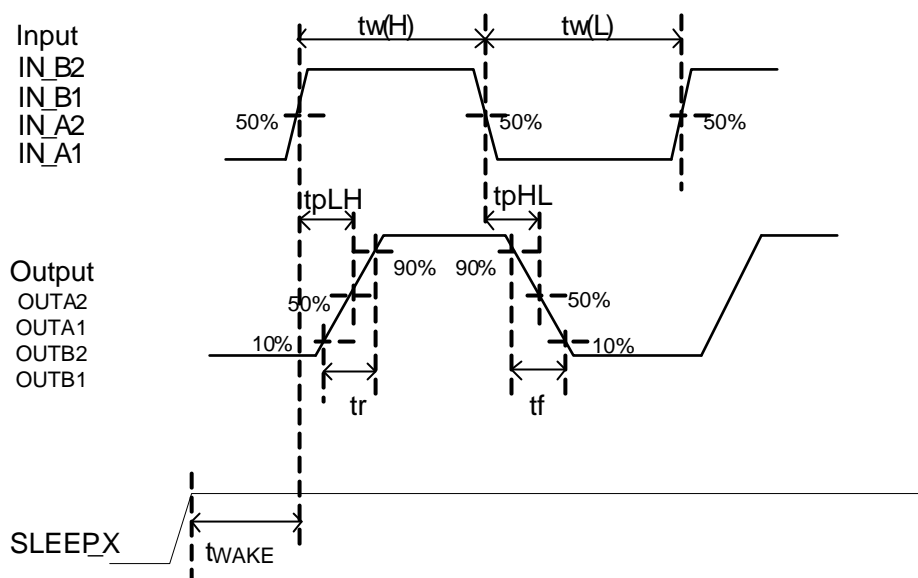 tw(H)
tw(L)
Input
IN_B2
IN_B1
IN_A2
IN_A1
50%
50%
50%
tpLH
tpHL
Output
OUTA2
OUTA1
OUTB2
OUTB1
90%
90%
50%
50%
10%
10%
tr
tf
SLEEP_X
tWAKE